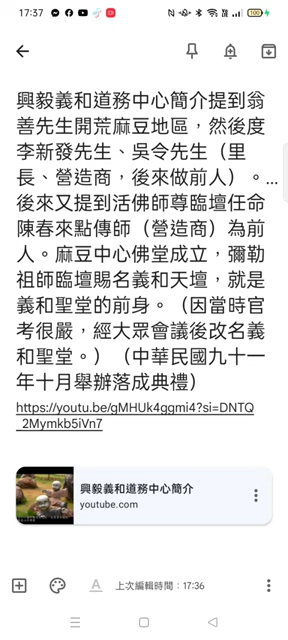 17:37
100
興毅義和道務中心簡介提到翁
善先生開荒麻豆地區，然後度
李新發先生、吳令先生（里
長、營造商，後來做前人）。...
後來又提到活佛師尊臨壇任命
陳春來點傳師（營造商）為前
人。麻豆中心佛堂成立，彌勒
祖師臨壇賜名義和天壇，就是
義和聖堂的前身。（因當時官
考很嚴，經大眾會議後改名義
和聖堂。）（中華民國九十一
年十月舉辦落成典禮）
https://youtu.be/gMHUk4ggmi4?si=DNTQ
_2Mymkb5iVn7
興毅義和道務中心簡介
youtube.com
A
上次編輯時間：17:36